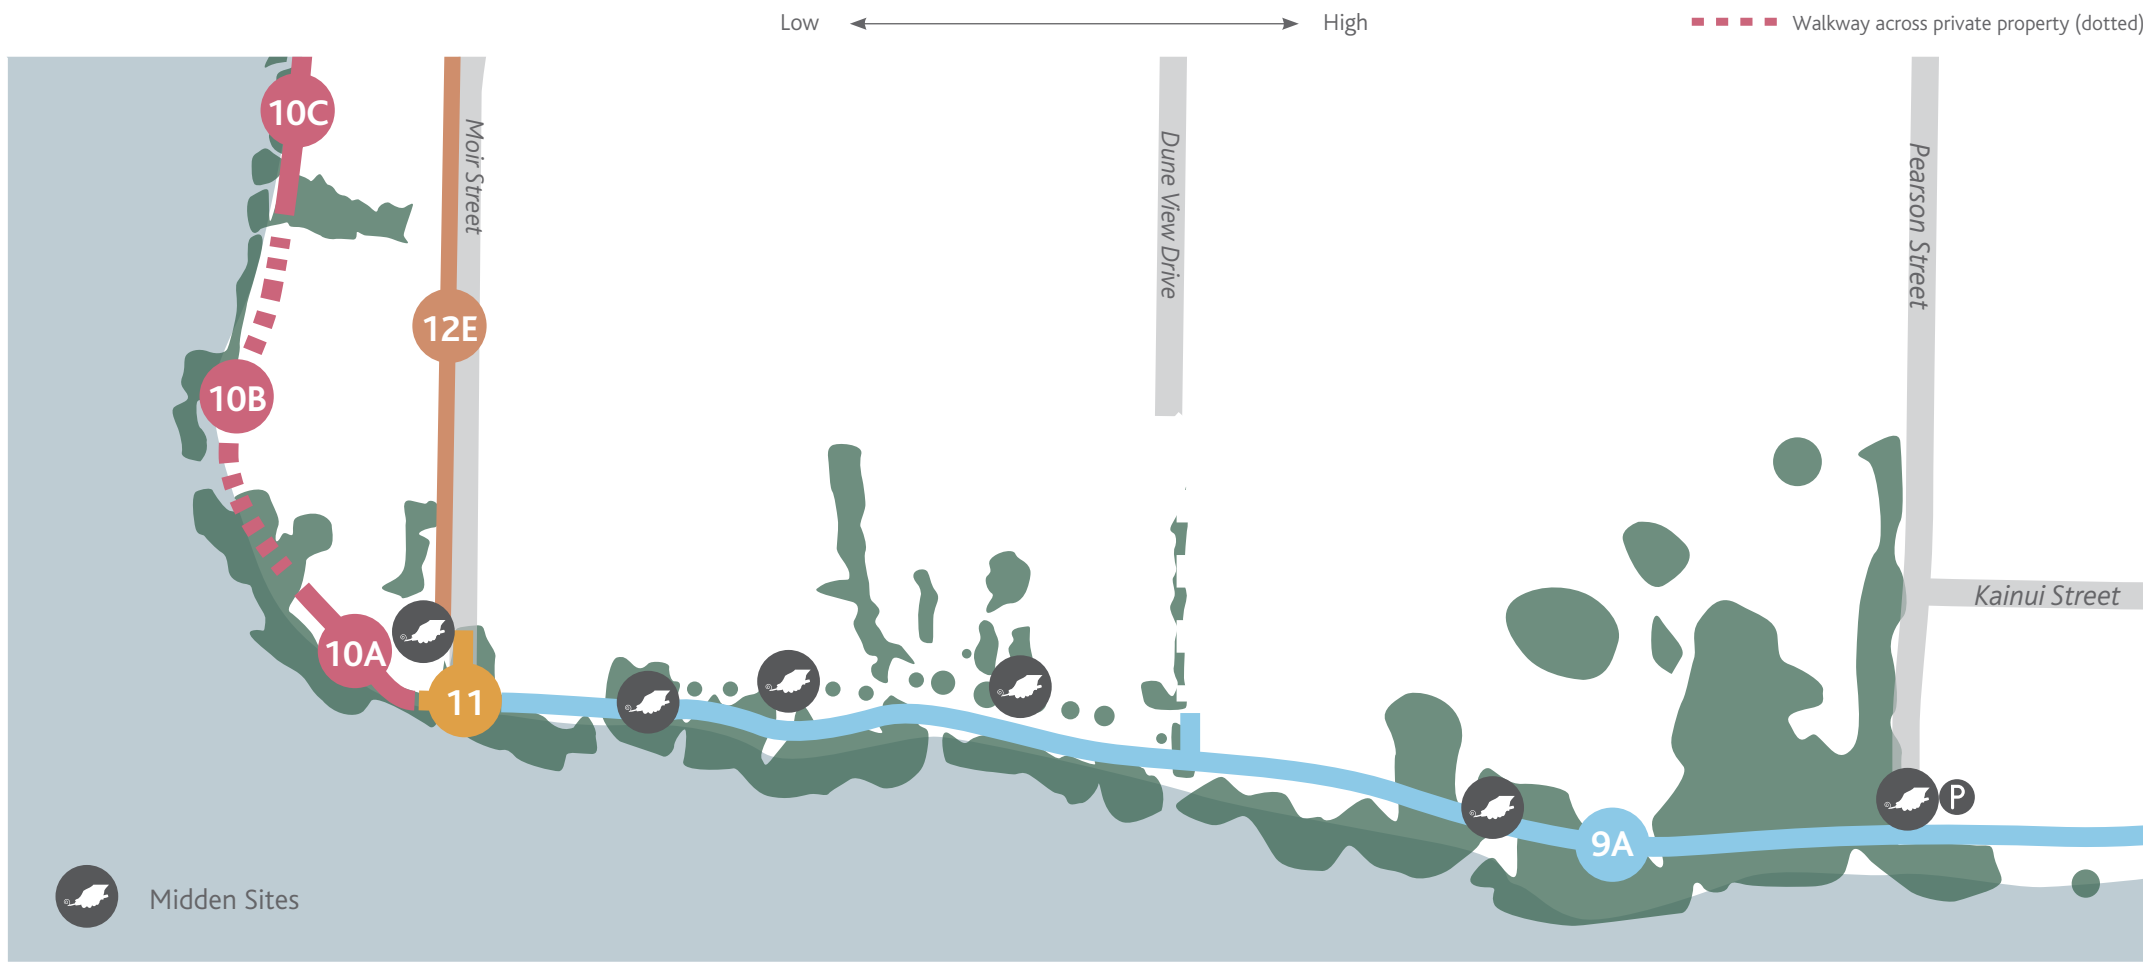 Low
High
Walkway across private property (dotted)
10C
Moir Street
Dune View Drive
Pearson Street
12E
10B
Kainui Street
10A
11
P
9A
Midden Sites